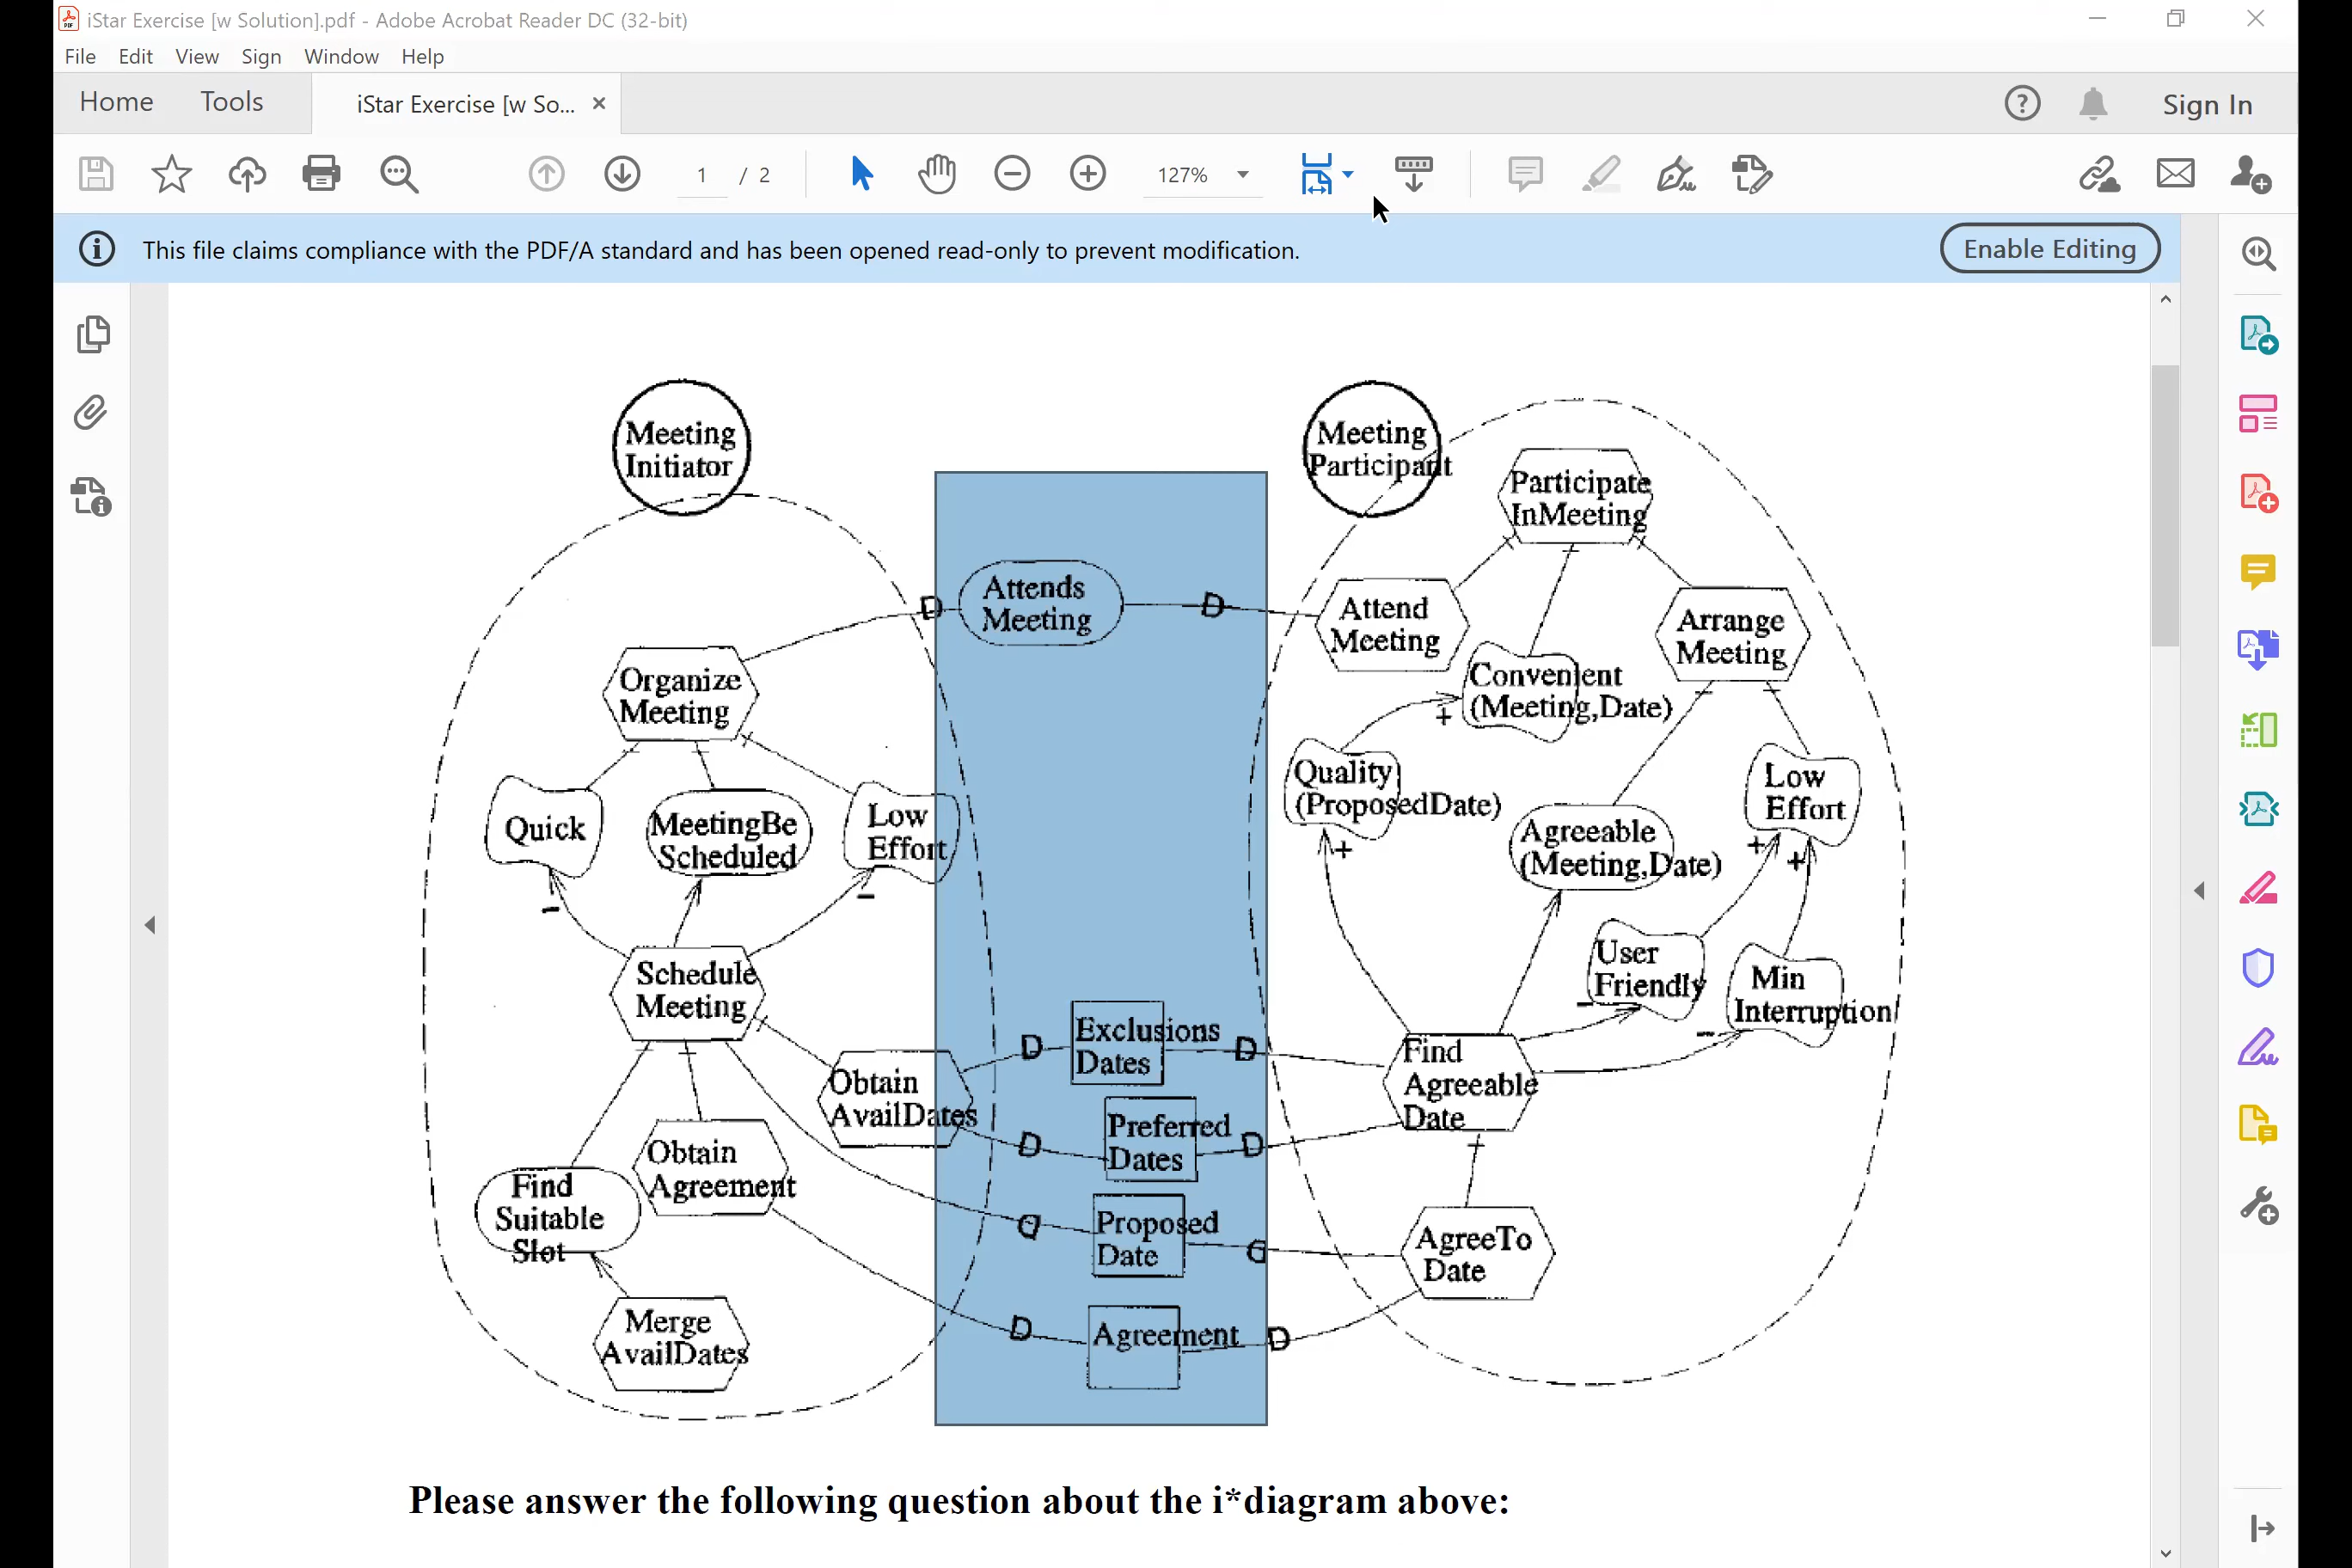 iStar Exercise [w Solution].pdf - Adobe Acrobat Reader DC (32-bit)
File Edit View Sign Window Help
Home Tools iStar Exercise [w So... Sign In
1 / 2 127%
This file claims compliance with the PDF/A standard and has been opened read-only to prevent modification. Enable Editing
Meeting
Initiator
Meeting
Participant
Participate
InMeeting
Attends
Meeting
D
D
Attend
Meeting
Arrange
Meeting
Organize
Meeting
Convenient
(Meeting,Date)
+
Quality
(ProposedDate)
+
Low
Effort
+
+
Quick
MeetingBe
Scheduled
Low
Effort
-
-
Agreeable
(Meeting,Date)
User
Friendly
-
Min
Interruption
-
Schedule
Meeting
D
Exclusions
Dates
D
Find
Agreeable
Date
Obtain
AvailDates
D
Preferred
Dates
D
Obtain
Agreement
Find
Suitable
Slot
D
Proposed
Date
D
AgreeTo
Date
Merge
AvailDates
D
Agreement
D
Please answer the following question about the i*diagram above: